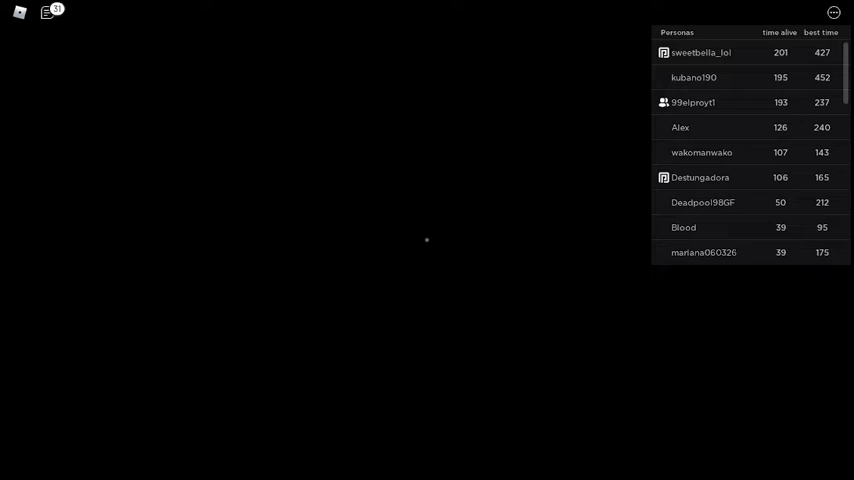 31
Personas time alive best time
sweetbella_lol 201 427
kubano190 195 452
99elproyt1 193 237
Alex 126 240
wakomanwako 107 143
Destungadora 106 165
Deadpool98GF 50 212
Blood 39 95
mariana060326 39 175